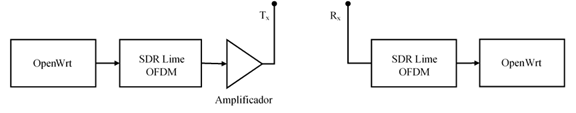 Tx
Rx
OpenWrt
SDR Lime
OFDM
Amplificador
SDR Lime
OFDM
OpenWrt